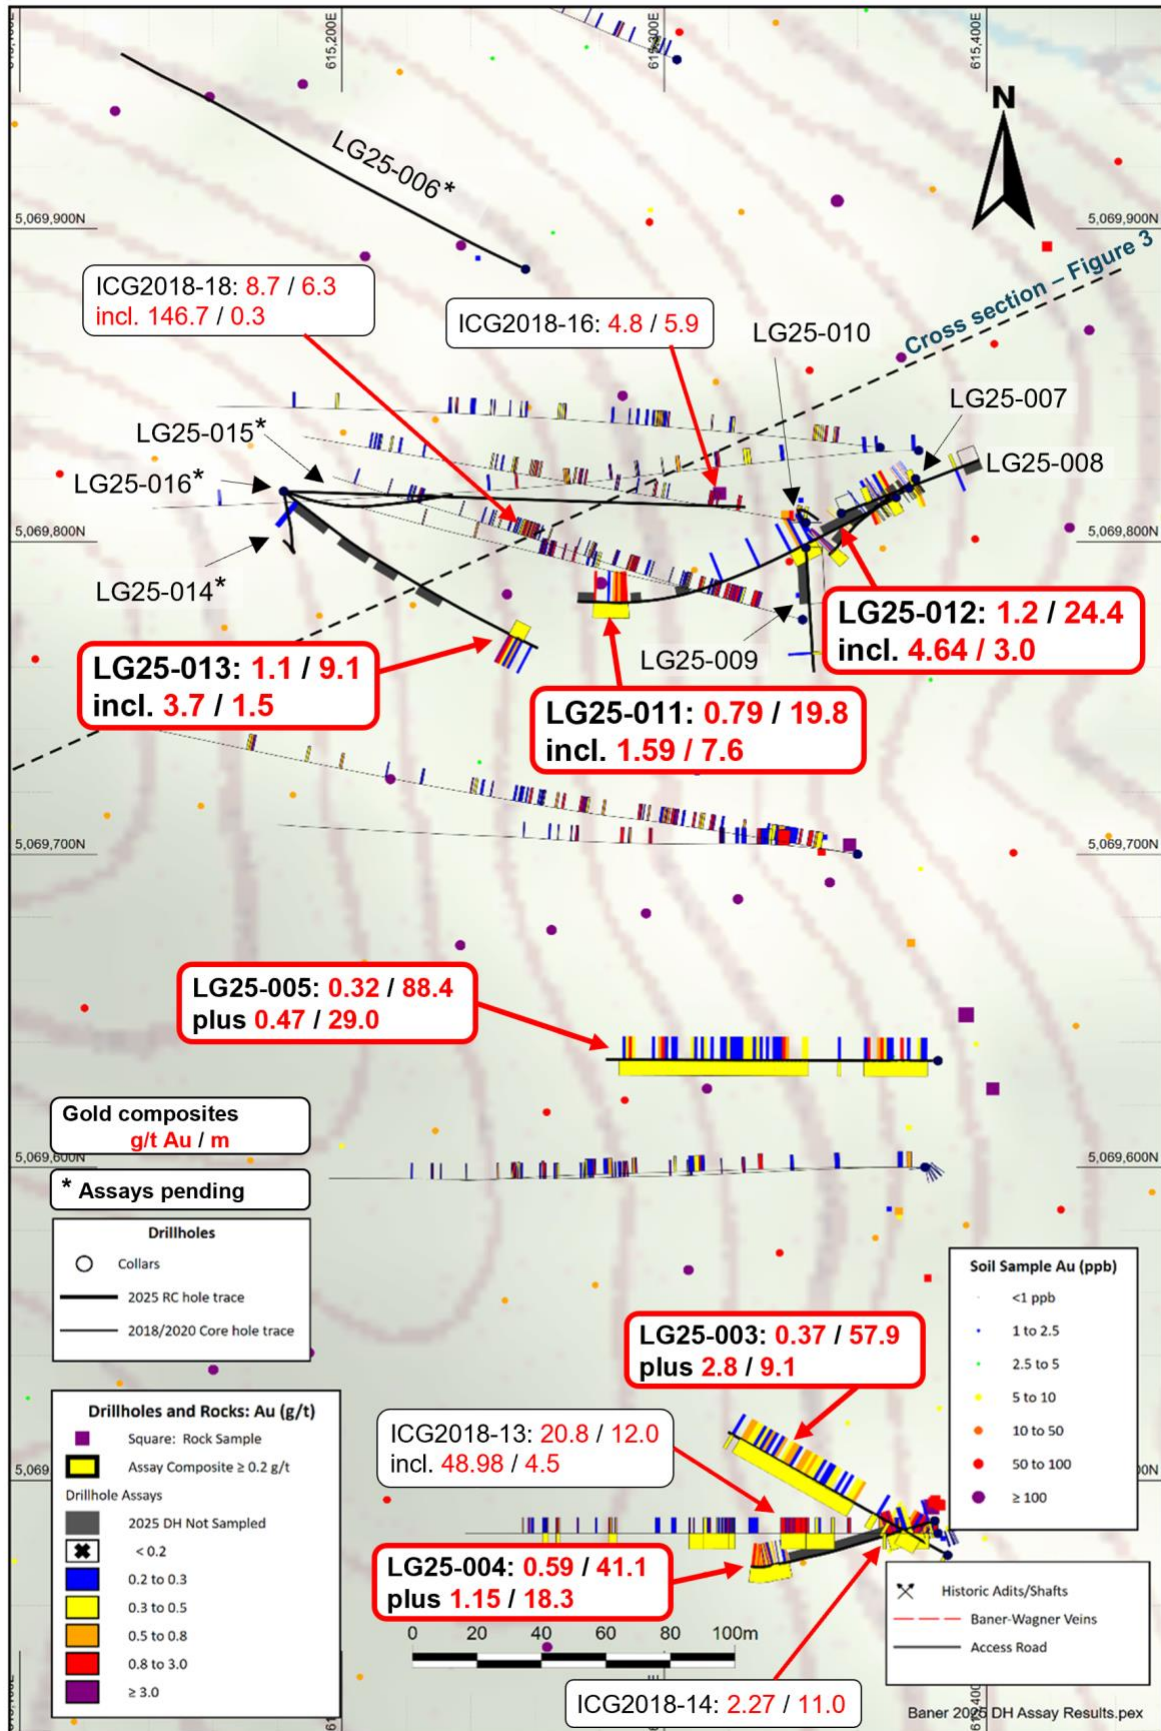 615,200E
615,300E
615,400E
N
LG25-006*
5,069,900N
5,069,900N
Cross section – Figure 3
ICG2018-18: 8.7 / 6.3
incl. 146.7 / 0.3
ICG2018-16: 4.8 / 5.9
LG25-010
LG25-007
LG25-015*
LG25-008
LG25-016*
5,069,800N
5,069,800N
LG25-014*
LG25-012: 1.2 / 24.4
incl. 4.64 / 3.0
LG25-009
LG25-013: 1.1 / 9.1
incl. 3.7 / 1.5
LG25-011: 0.79 / 19.8
incl. 1.59 / 7.6
5,069,700N
5,069,700N
LG25-005: 0.32 / 88.4
plus 0.47 / 29.0
Gold composites
g/t Au / m
5,069,600N
5,069,600N
* Assays pending
Drillholes
Collars
2025 RC hole trace
2018/2020 Core hole trace
Soil Sample Au (ppb)
<1 ppb
1 to 2.5
2.5 to 5
5 to 10
10 to 50
50 to 100
≥ 100
LG25-003: 0.37 / 57.9
plus 2.8 / 9.1
Drillholes and Rocks: Au (g/t)
Square: Rock Sample
Assay Composite ≥ 0.2 g/t
Drillhole Assays
2025 DH Not Sampled
< 0.2
0.2 to 0.3
0.3 to 0.5
0.5 to 0.8
0.8 to 3.0
≥ 3.0
ICG2018-13: 20.8 / 12.0
incl. 48.98 / 4.5
5,069
LG25-004: 0.59 / 41.1
plus 1.15 / 18.3
Historic Adits/Shafts
Baner-Wagner Veins
Access Road
0 20 40 60 80 100m
ICG2018-14: 2.27 / 11.0
Baner 2025 DH Assay Results.pex